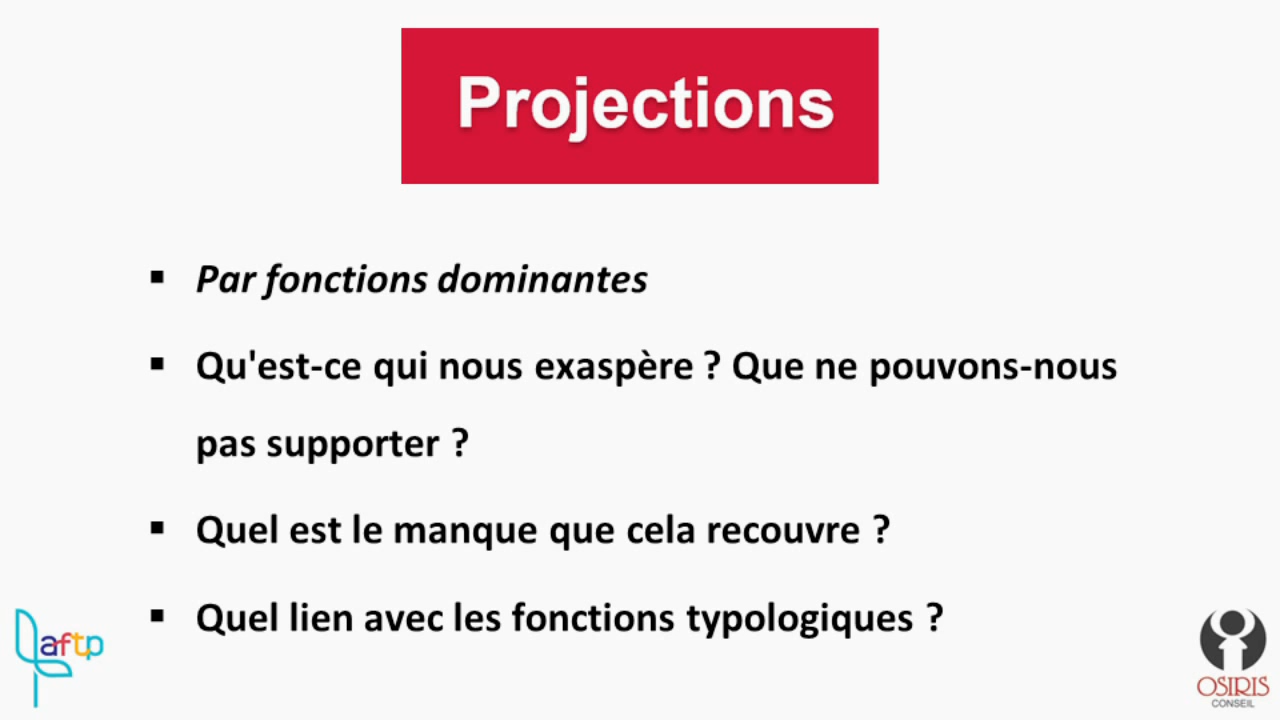 Projections
Par fonctions dominantes
Qu'est-ce qui nous exaspère ? Que ne pouvons-nous
pas supporter ?
Quel est le manque que cela recouvre ?
Quel lien avec les fonctions typologiques ?
aftp
OSIRIS
CONSEIL